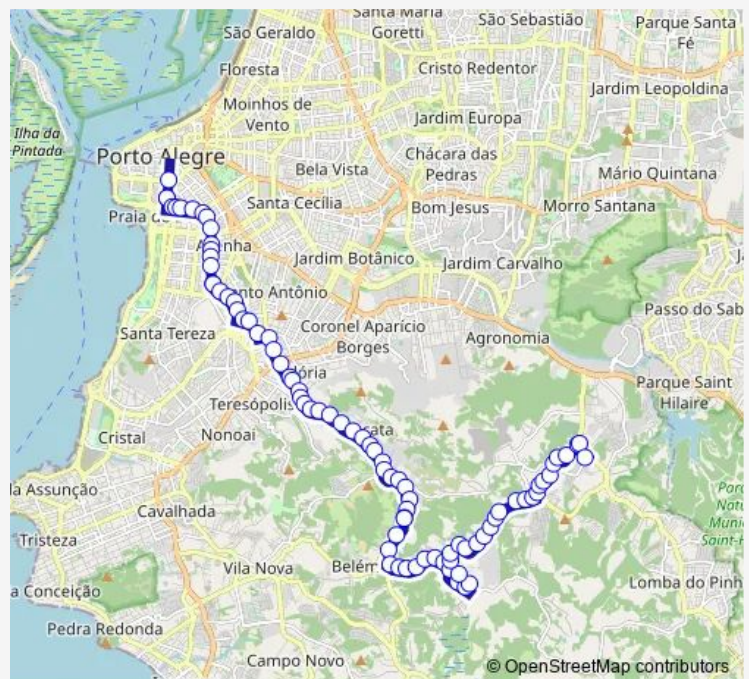 Santa Maria
Goretti
São Sebastião
Parque Santa
Fé
São Geraldo
Floresta
Cristo Redentor
Jardim Leopoldina
Moinhos de
Vento
Jardim Europa
Ilha da
Pintada
Porto Alegre
Chácara das
Pedras
Bela Vista
Mário Quintana
Santa Cecília
Bom Jesus
Morro Santana
Praia de
Jardim Botânico
Jardim Carvalho
Santo Antônio
Passo do Sab
Santa Tereza
Coronel Aparício
Borges
Agronomia
Parque Saint
Hilaire
Teresópolis
Nonoai
Cristal
la Assunção
Cavalhada
Parq
Natu
Muni
Saint-H
Tristeza
Vila Nova
Belém
Lomba do Pinh
a Conceição
Pedra Redonda
Campo Novo
© OpenStreetMap contributors